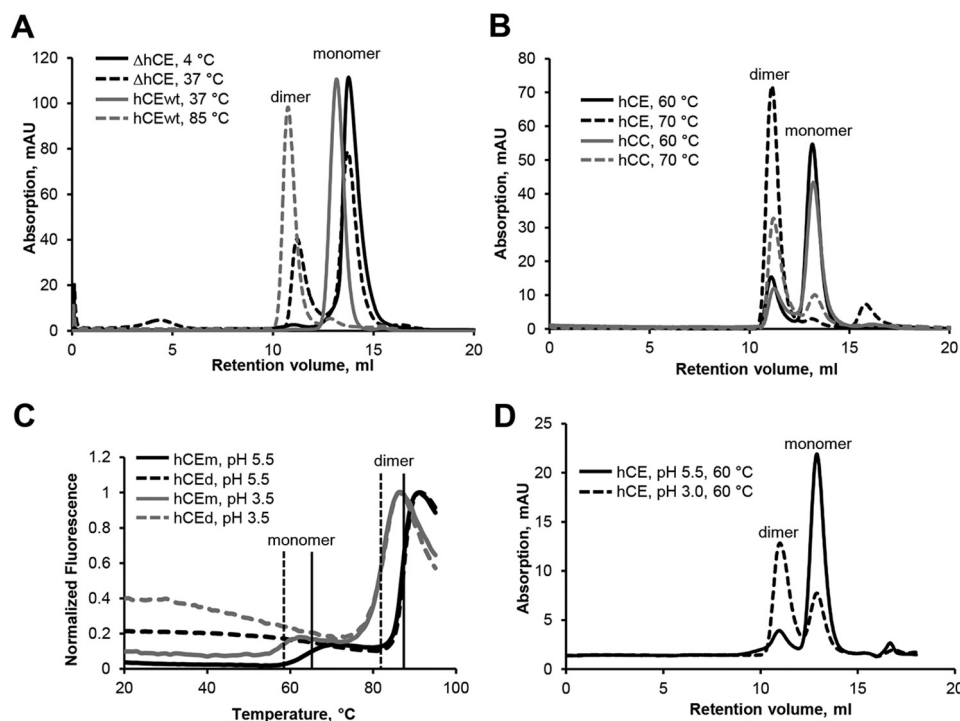 A
ΔhCE, 4 °C
ΔhCE, 37 °C
hCEwt, 37 °C
hCEwt, 85 °C
monomer
dimer
120
100
80
60
40
20
0
Absorption, mAU
0
5
10
15
20
Retention volume, ml
B
hCE, 60 °C
hCE, 70 °C
hCC, 60 °C
hCC, 70 °C
dimer
monomer
80
70
60
50
40
30
20
10
0
Absorption, mAU
0
5
10
15
20
Retention volume, ml
C
hCEm, pH 5.5
hCEd, pH 5.5
hCEm, pH 3.5
hCEd, pH 3.5
dimer
monomer
1.2
1
0.8
0.6
0.4
0.2
0
Normalized Fluorescence
20
40
60
80
100
Temperature, °C
D
hCE, pH 5.5, 60 °C
hCE, pH 3.0, 60 °C
monomer
dimer
25
20
15
10
5
0
Absorption, mAU
0
5
10
15
20
Retention volume, ml